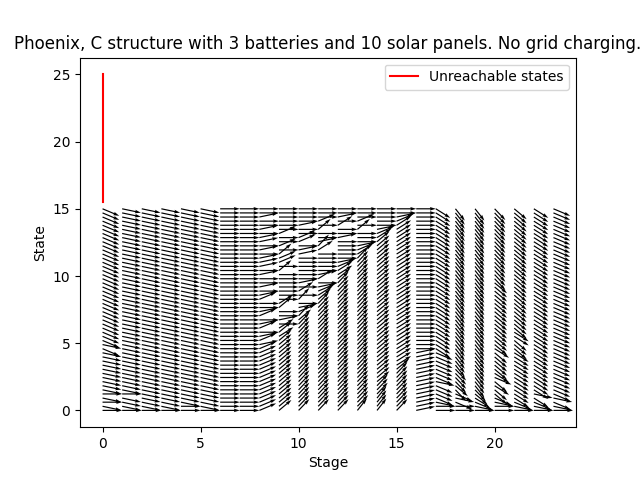 Phoenix, C structure with 3 batteries and 10 solar panels. No grid charging.
Unreachable states
25
20
15
10
5
0
State
0 5 10 15 20
Stage